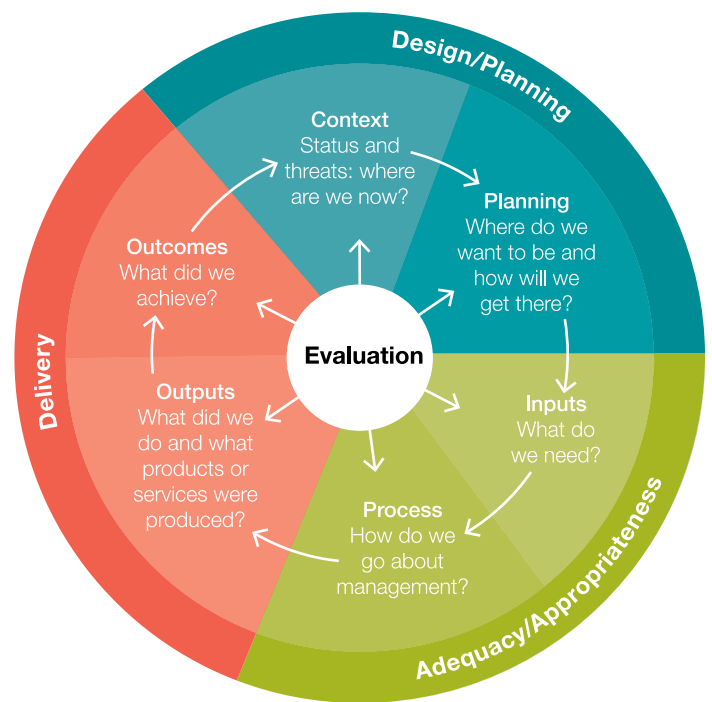 Design/Planning
Context
Status and
threats: where
are we now?
Planning
Where do we
want to be and
how will we
get there?
Inputs
What do
we need?
Adequacy/Appropriateness
Process
How do we
go about
management?
Outputs
What did we
do and what
products or
services were
produced?
Outcomes
What did we
achieve?
Delivery
Evaluation